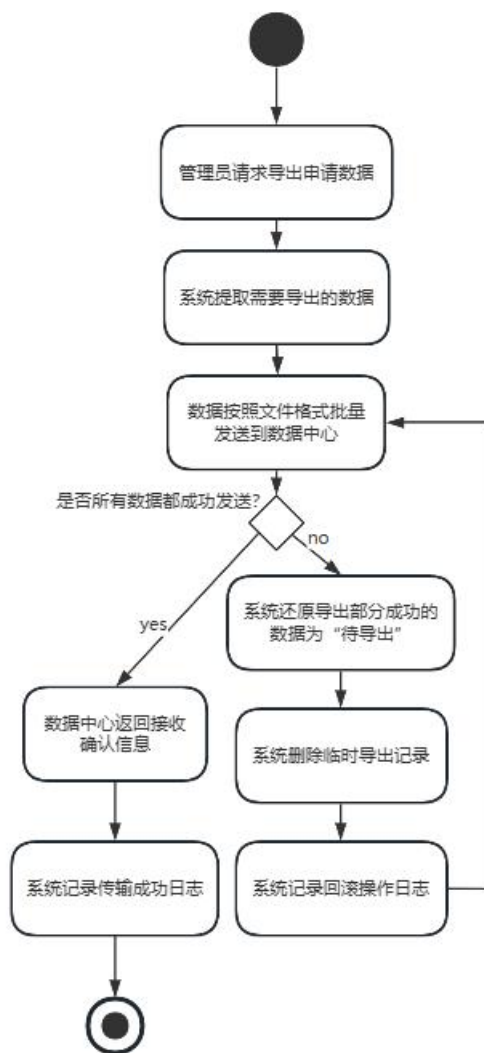 管理员请求导出申请数据
系统提取需要导出的数据
数据按照文件格式批量
发送到数据中心
是否所有数据都成功发送?
no
yes
系统还原导出部分成功的
数据为“待导出”
数据中心返回接收
确认信息
系统删除临时导出记录
系统记录传输成功日志
系统记录回滚操作日志